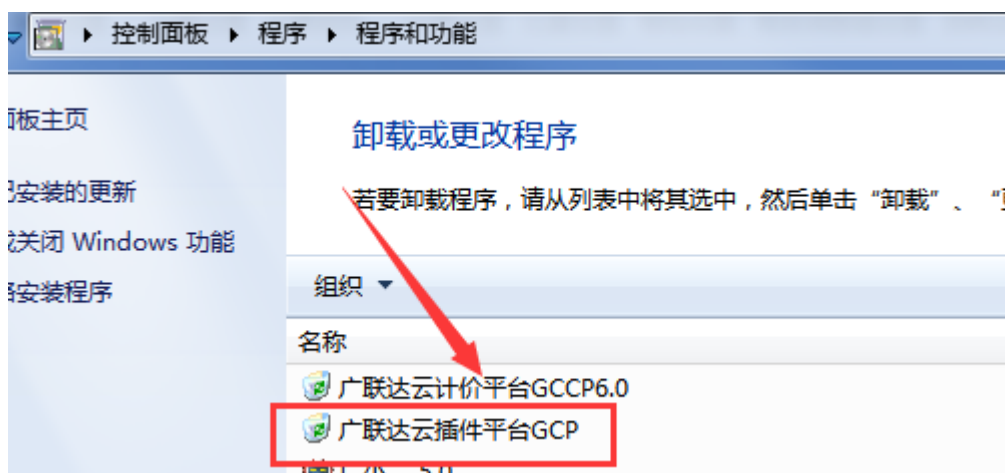 控制面板 ▸ 程序 ▸ 程序和功能
板主页
卸载或更改程序
安装的更新
若要卸载程序，请从列表中将其选中，然后单击“卸载”、“
关闭 Windows 功能
安装程序
组织
名称
广联达云计价平台GCCP6.0
广联达云插件平台GCP
5.0